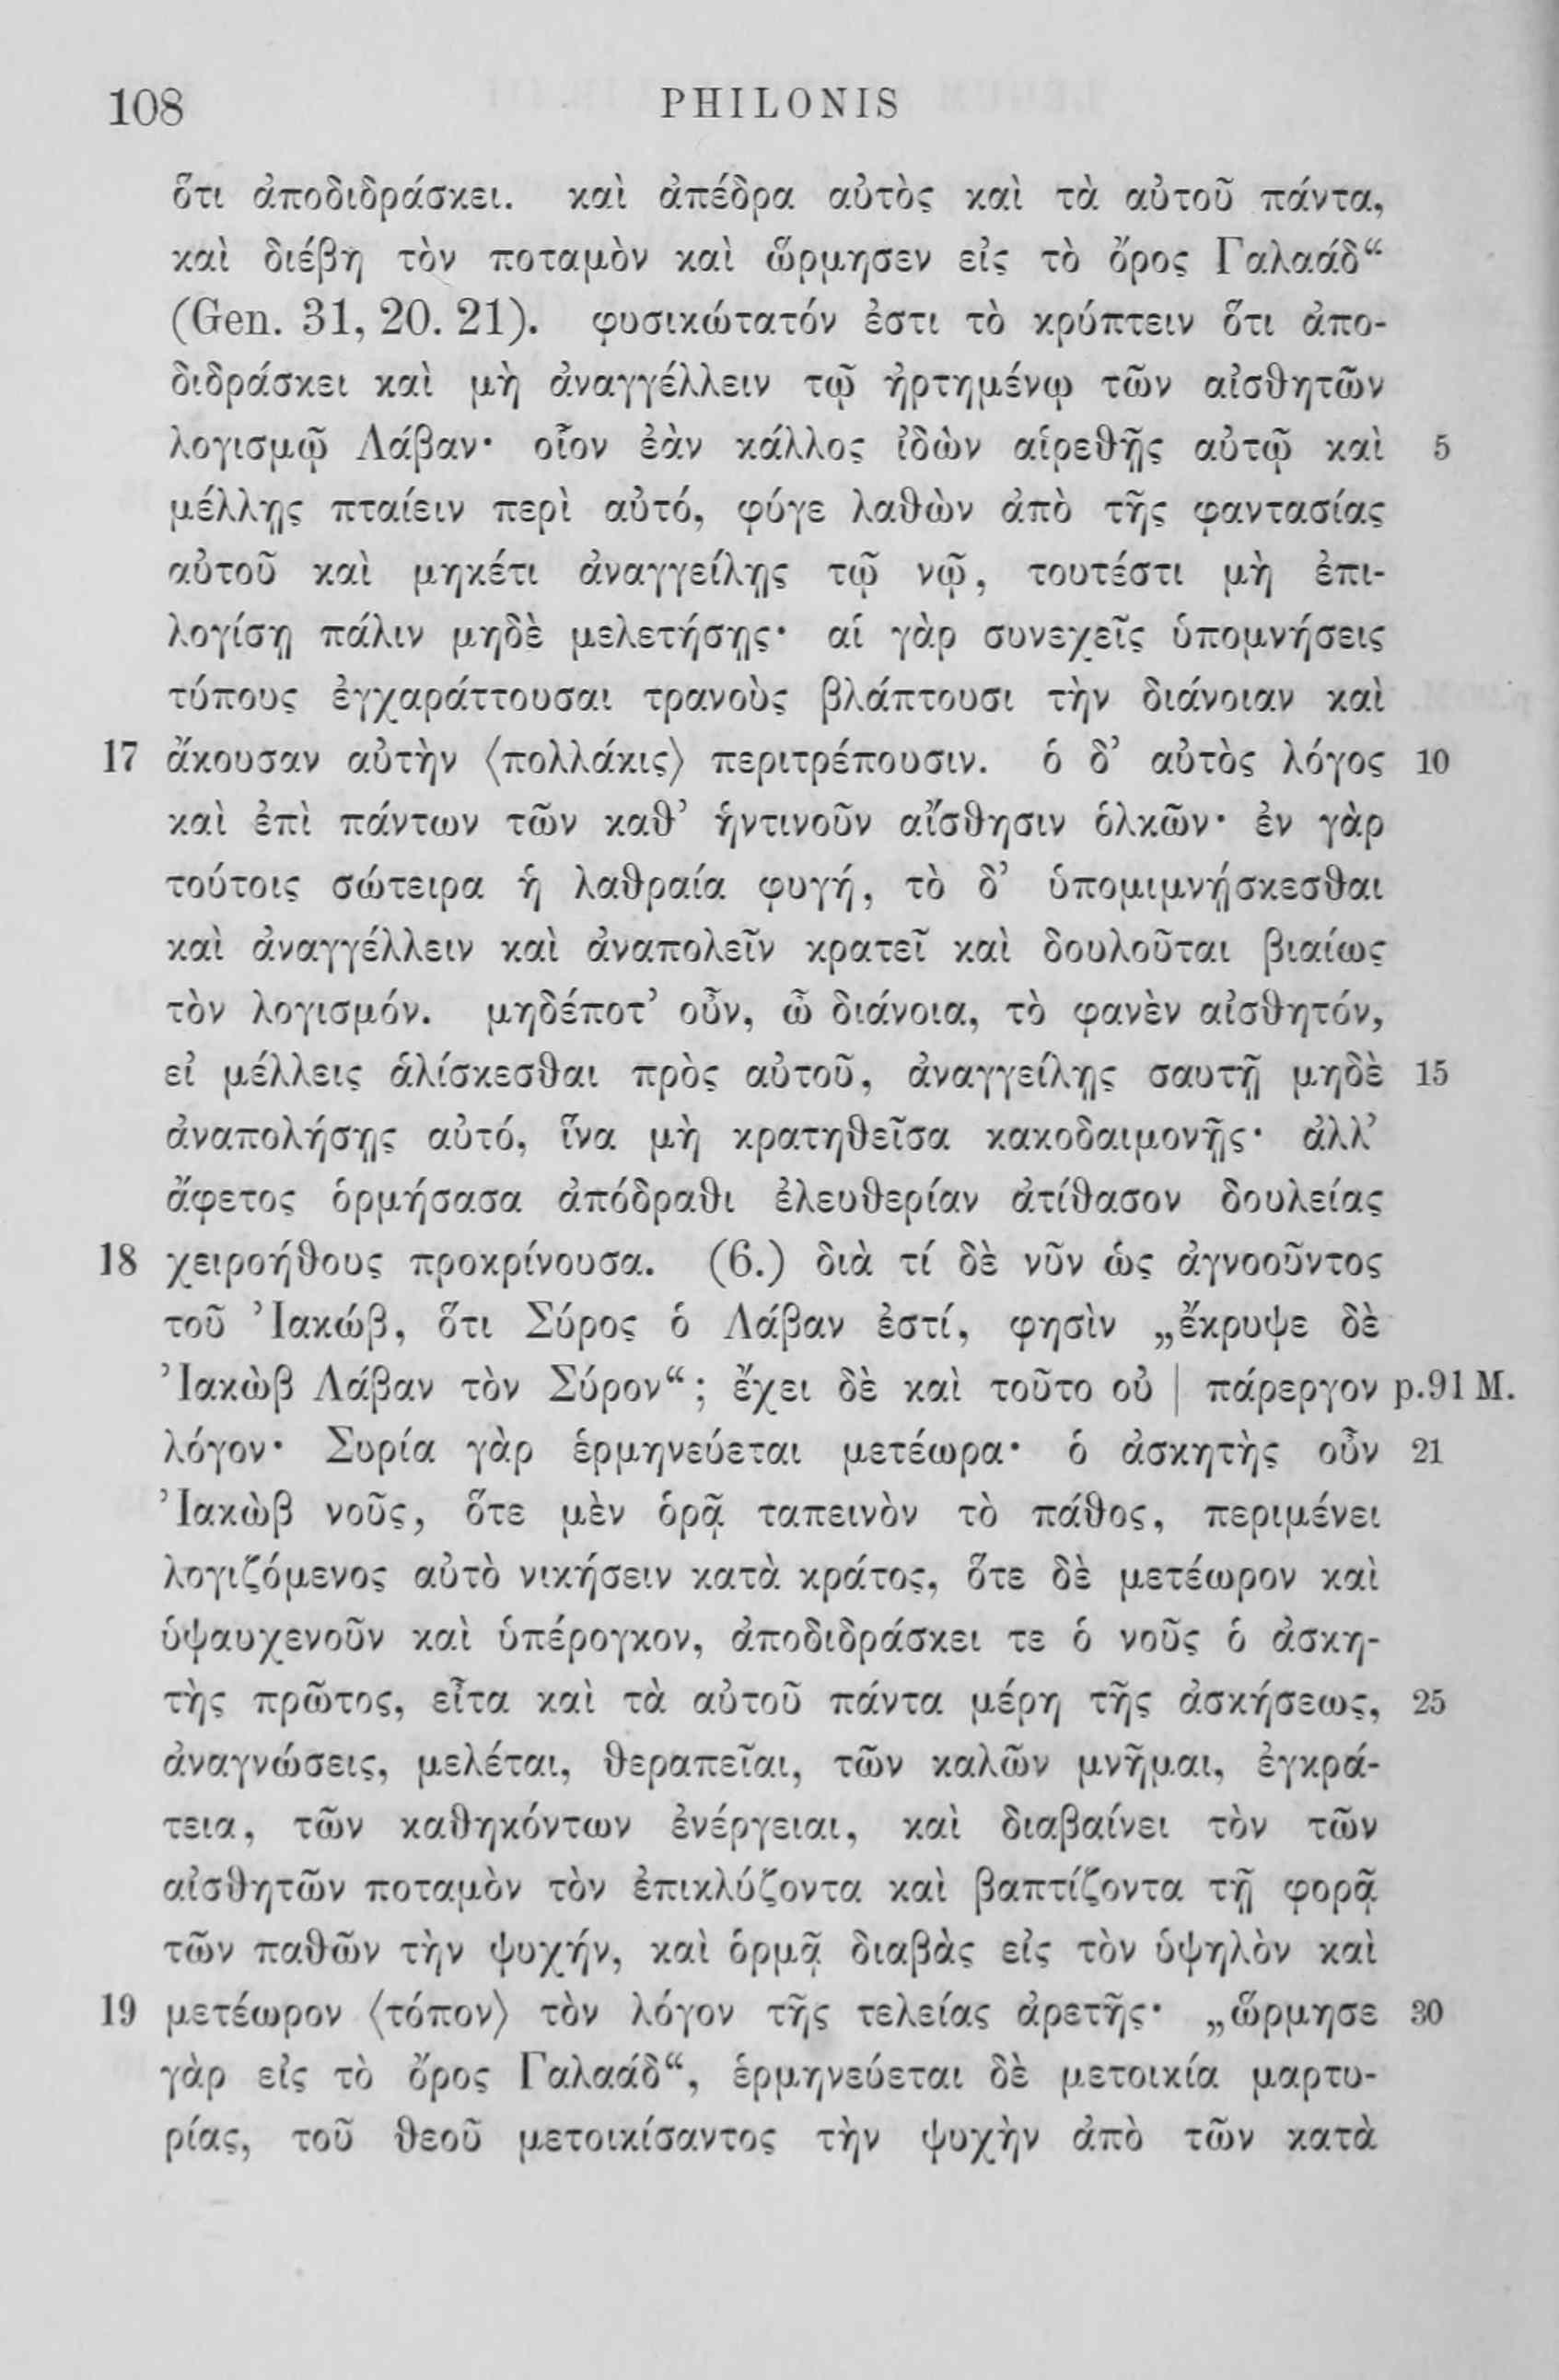 108 PHILONIS
ὅτι ἀποδιδράσκει. καὶ ἀπέδρα αὐτὸς καὶ τὰ αὐτοῦ πάντα,
καὶ διέβη τὸν ποταμὸν καὶ ὥρμησεν εἰς τὸ ὄρος Γαλαάδ“
(Gen. 31, 20. 21). φυσικώτατόν ἐστι τὸ κρύπτειν ὅτι ἀπο-
διδράσκει καὶ μὴ ἀναγγέλλειν τῷ ἠρτημένῳ τῶν αἰσθητῶν
λογισμῷ Λάβαν· οἷον ἐὰν κάλλος ἰδὼν αἱρεθῇς αὐτῷ καὶ 5
μέλλῃς πταίειν περὶ αὐτό, φύγε λαθὼν ἀπὸ τῆς φαντασίας
αὐτοῦ καὶ μηκέτι ἀναγγείλῃς τῷ νῷ, τουτέστι μὴ ἐπι-
λογίσῃ πάλιν μηδὲ μελετήσῃς· αἱ γὰρ συνεχεῖς ὑπομνήσεις
τύπους ἐγχαράττουσαι τρανοὺς βλάπτουσι τὴν διάνοιαν καὶ
17 ἄκουσαν αὐτὴν ⟨πολλάκις⟩ περιτρέπουσιν. ὁ δ’ αὐτὸς λόγος 10
καὶ ἐπὶ πάντων τῶν καθ’ ἡντινοῦν αἴσθησιν ὁλκῶν· ἐν γὰρ
τούτοις σώτειρα ἡ λαθραία φυγή, τὸ δ’ ὑπομιμνῄσκεσθαι
καὶ ἀναγγέλλειν καὶ ἀναπολεῖν κρατεῖ καὶ δουλοῦται βιαίως
τὸν λογισμόν. μηδέποτ’ οὖν, ὦ διάνοια, τὸ φανὲν αἰσθητόν,
εἰ μέλλεις ἁλίσκεσθαι πρὸς αὐτοῦ, ἀναγγείλῃς σαυτῇ μηδὲ 15
ἀναπολήσῃς αὐτό, ἵνα μὴ κρατηθεῖσα κακοδαιμονῇς· ἀλλ’
ἄφετος ὁρμήσασα ἀπόδραθι ἐλευθερίαν ἀτίθασον δουλείας
18 χειροήθους προκρίνουσα. (6.) διὰ τί δὲ νῦν ὡς ἀγνοοῦντος
τοῦ Ἰακώβ, ὅτι Σύρος ὁ Λάβαν ἐστί, φησὶν „ἔκρυψε δὲ
Ἰακὼβ Λάβαν τὸν Σύρον“; ἔχει δὲ καὶ τοῦτο οὐ | πάρεργον p.91 M.
λόγον· Συρία γὰρ ἑρμηνεύεται μετέωρα· ὁ ἀσκητὴς οὖν 21
Ἰακὼβ νοῦς, ὅτε μὲν ὁρᾷ ταπεινὸν τὸ πάθος, περιμένει
λογιζόμενος αὐτὸ νικήσειν κατὰ κράτος, ὅτε δὲ μετέωρον καὶ
ὑψαυχενοῦν καὶ ὑπέρογκον, ἀποδιδράσκει τε ὁ νοῦς ὁ ἀσκη-
τὴς πρῶτος, εἶτα καὶ τὰ αὐτοῦ πάντα μέρη τῆς ἀσκήσεως, 25
ἀναγνώσεις, μελέται, θεραπεῖαι, τῶν καλῶν μνῆμαι, ἐγκρά-
τεια, τῶν καθηκόντων ἐνέργειαι, καὶ διαβαίνει τὸν τῶν
αἰσθητῶν ποταμὸν τὸν ἐπικλύζοντα καὶ βαπτίζοντα τῇ φορᾷ
τῶν παθῶν τὴν ψυχήν, καὶ ὁρμᾷ διαβὰς εἰς τὸν ὑψηλὸν καὶ
19 μετέωρον ⟨τόπον⟩ τὸν λόγον τῆς τελείας ἀρετῆς· „ὥρμησε 30
γὰρ εἰς τὸ ὄρος Γαλαάδ“, ἑρμηνεύεται δὲ μετοικία μαρτυ-
ρίας, τοῦ θεοῦ μετοικίσαντος τὴν ψυχὴν ἀπὸ τῶν κατὰ